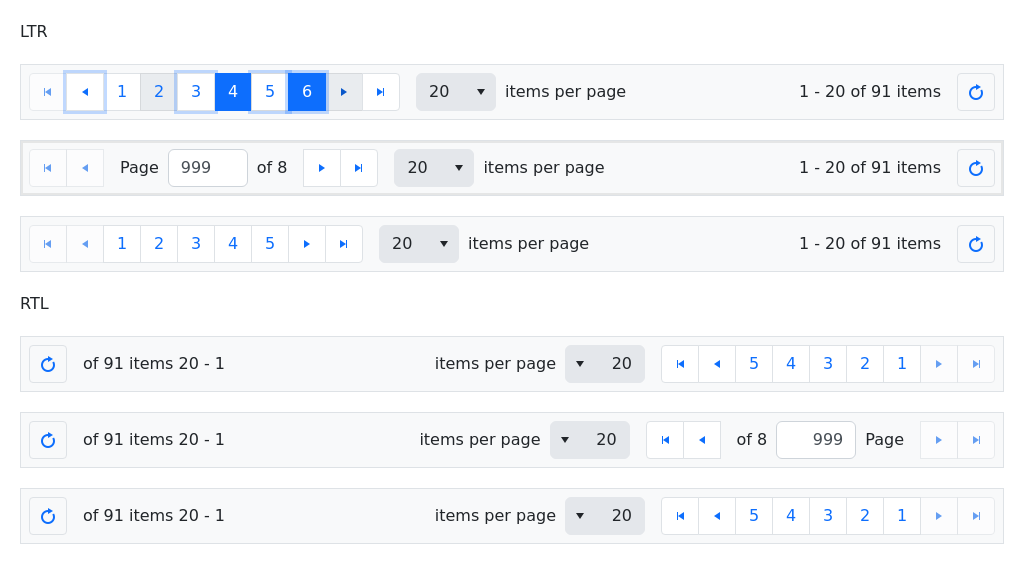 LTR
1 2 3 4 5 6 20 items per page 1 - 20 of 91 items
Page 999 of 8 20 items per page 1 - 20 of 91 items
1 2 3 4 5 20 items per page 1 - 20 of 91 items
RTL
of 91 items 20 - 1 items per page 20 5 4 3 2 1
of 91 items 20 - 1 items per page 20 of 8 999 Page
of 91 items 20 - 1 items per page 20 5 4 3 2 1